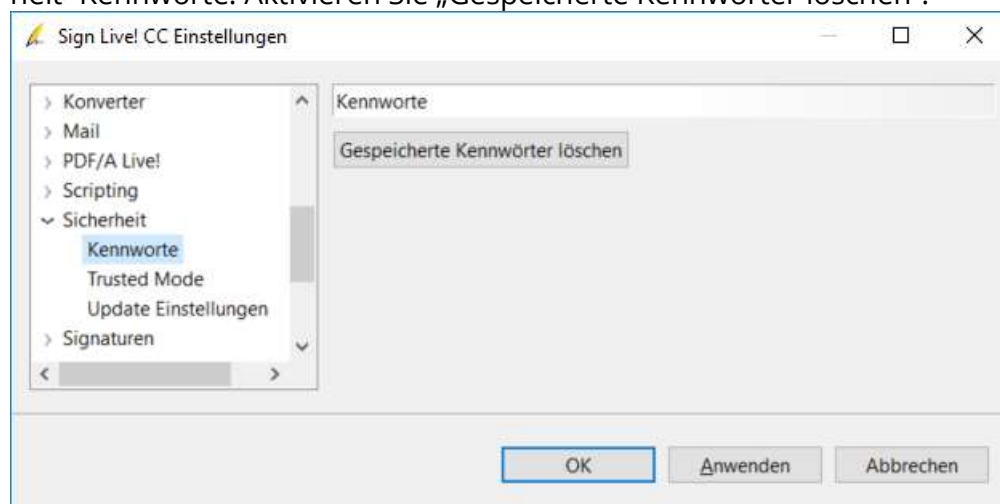 heit -Kennworte. Aktivieren Sie „Gespeicherte Kennwörter löschen“.
Sign Live! CC Einstellungen
Konverter
Mail
PDF/A Live!
Scripting
Sicherheit
Kennworte
Trusted Mode
Update Einstellungen
Signaturen
Kennworte
Gespeicherte Kennwörter löschen
OK
Anwenden
Abbrechen